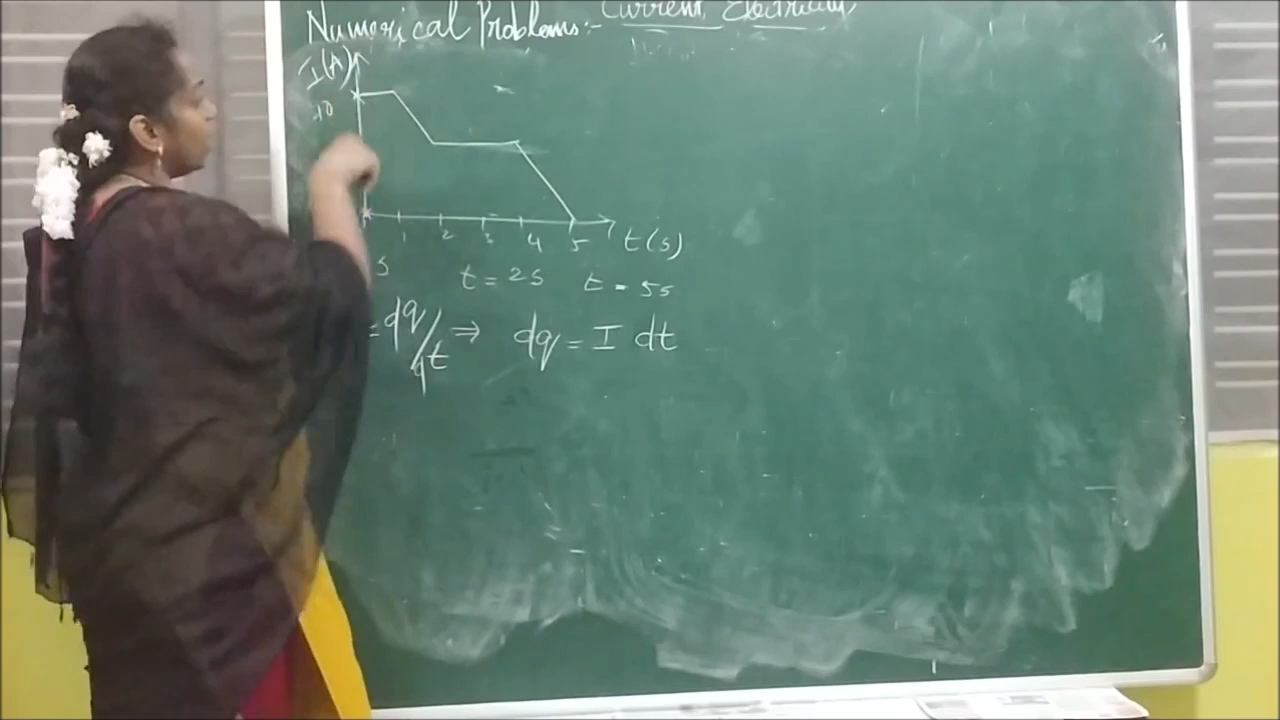 Numerical Problems:- Current Electricity
I(A)
10
1 2 3 4 5 t(s)
s t = 2s t = 5s
= dq/dt ⇒ dq = I dt